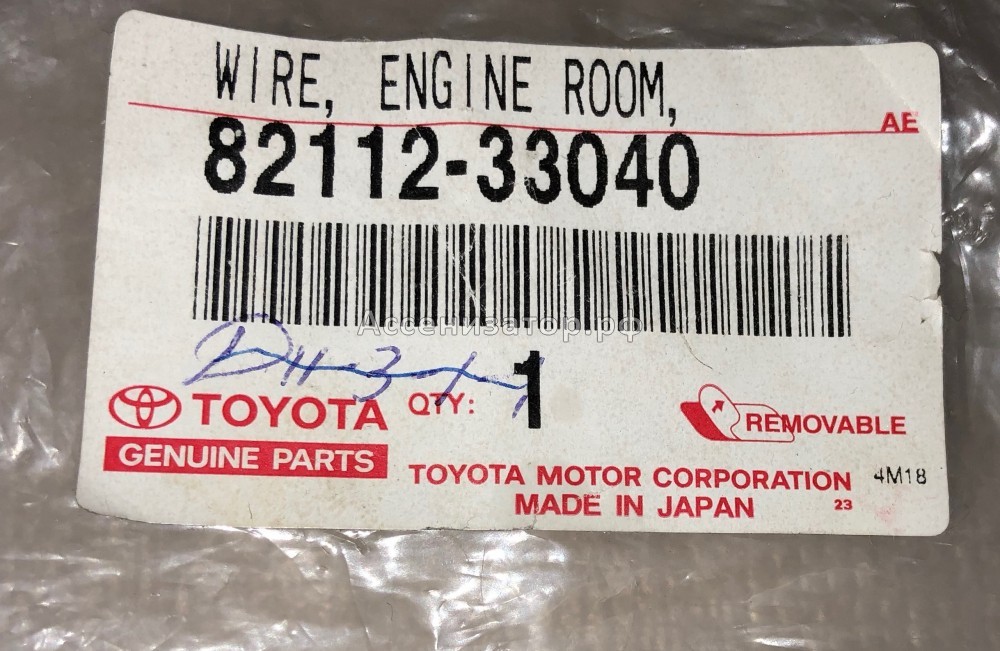 WIRE, ENGINE ROOM,
AE
82112-33040
Ассенизатор.рф
TOYOTA
QTY: 1
REMOVABLE
GENUINE PARTS
TOYOTA MOTOR CORPORATION
4M18
MADE IN JAPAN
23